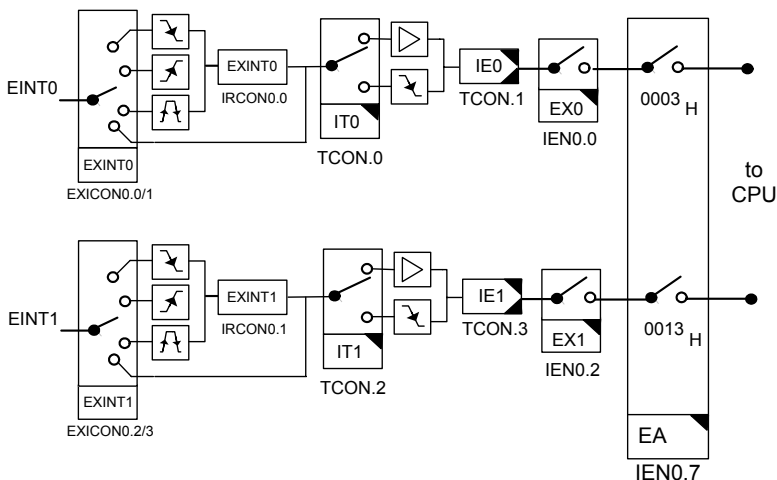 EINT0
EXINT0
EXICON0.0/1
EXINT0
IRCON0.0
IT0
TCON.0
IE0
TCON.1
EX0
IEN0.0
0003 H
to
CPU
EINT1
EXINT1
EXICON0.2/3
EXINT1
IRCON0.1
IT1
TCON.2
IE1
TCON.3
EX1
IEN0.2
0013 H
EA
IEN0.7